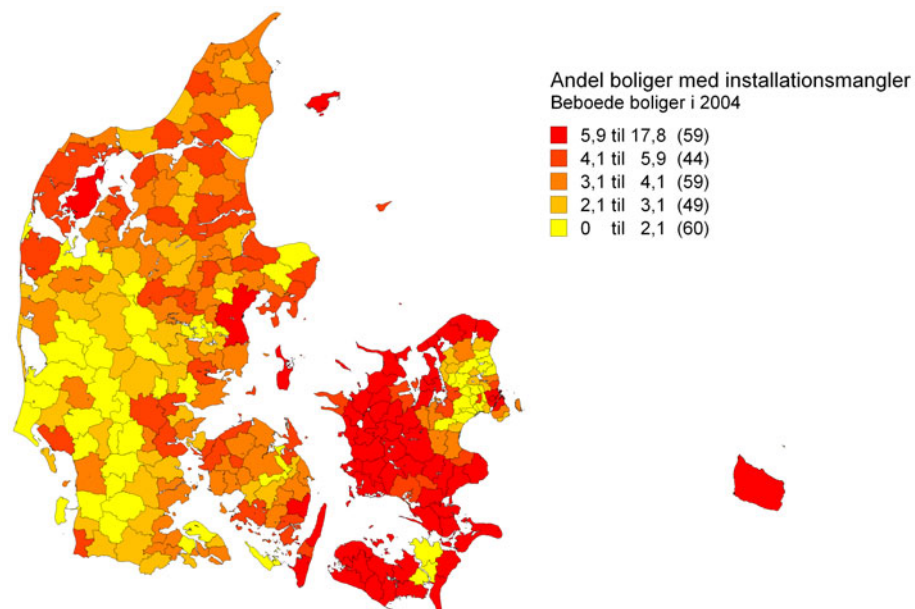 Andel boliger med installationsmangler
Beboede boliger i 2004
5,9 til 17,8 (59)
4,1 til 5,9 (44)
3,1 til 4,1 (59)
2,1 til 3,1 (49)
0 til 2,1 (60)